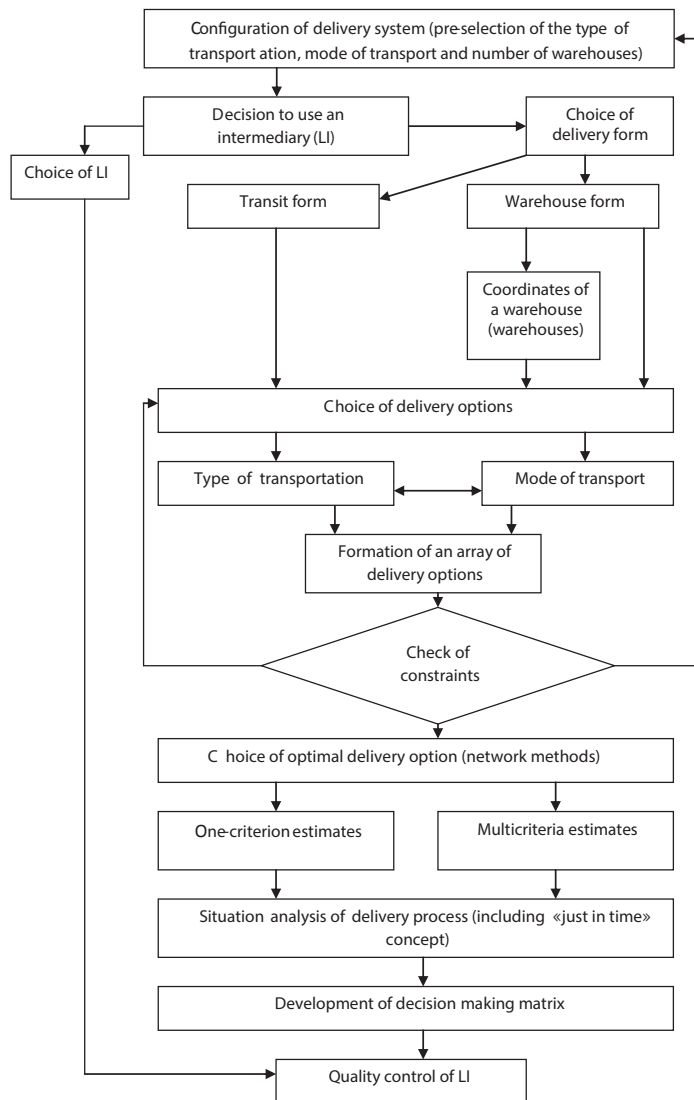 Configuration of delivery system (pre-selection of the type of
transport ation, mode of transport and number of warehouses)
Decision to use an
intermediary (LI)
Choice of
delivery form
Choice of LI
Transit form
Warehouse form
Coordinates of
a warehouse
(warehouses)
Choice of delivery options
Type of transportation
Mode of transport
Formation of an array of
delivery options
Check of
constraints
C hoice of optimal delivery option (network methods)
One-criterion estimates
Multicriteria estimates
Situation analysis of delivery process (including «just in time»
concept)
Development of decision making matrix
Quality control of LI